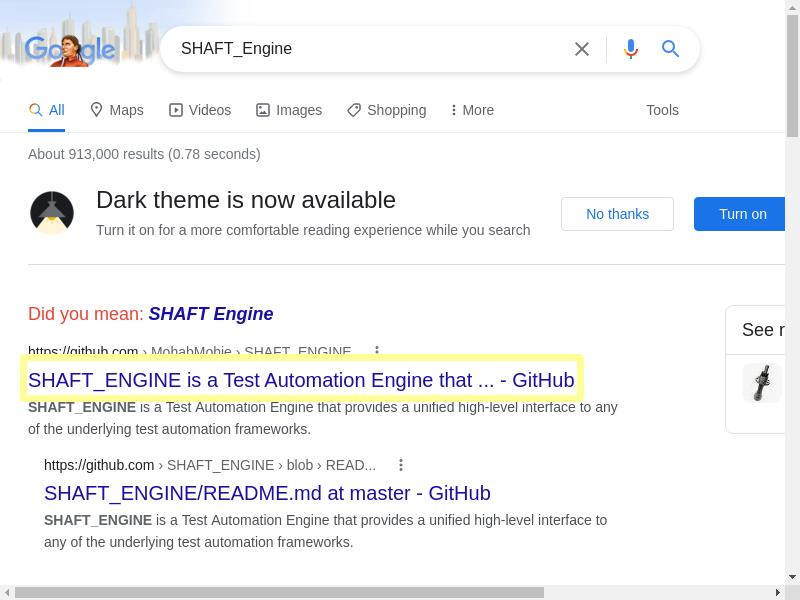 Google
SHAFT_Engine
All Maps Videos Images Shopping More Tools
About 913,000 results (0.78 seconds)
Dark theme is now available
Turn it on for a more comfortable reading experience while you search
No thanks
Turn on
Did you mean: SHAFT Engine
https://github.com › MohabMohie › SHAFT_ENGINE
See r
SHAFT_ENGINE is a Test Automation Engine that ... - GitHub
SHAFT_ENGINE is a Test Automation Engine that provides a unified high-level interface to any
of the underlying test automation frameworks.
https://github.com › SHAFT_ENGINE › blob › READ...
SHAFT_ENGINE/README.md at master - GitHub
SHAFT_ENGINE is a Test Automation Engine that provides a unified high-level interface to
any of the underlying test automation frameworks.